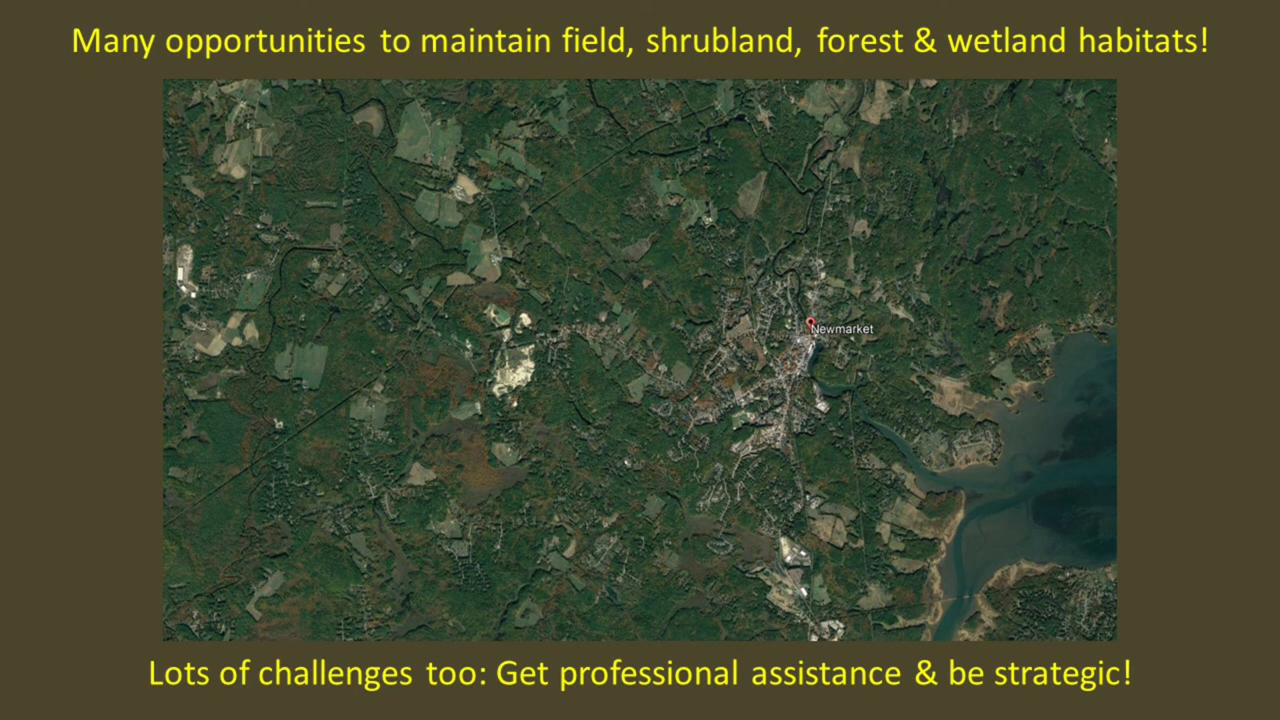 Many opportunities to maintain field, shrubland, forest & wetland habitats!
Newmarket
Lots of challenges too: Get professional assistance & be strategic!